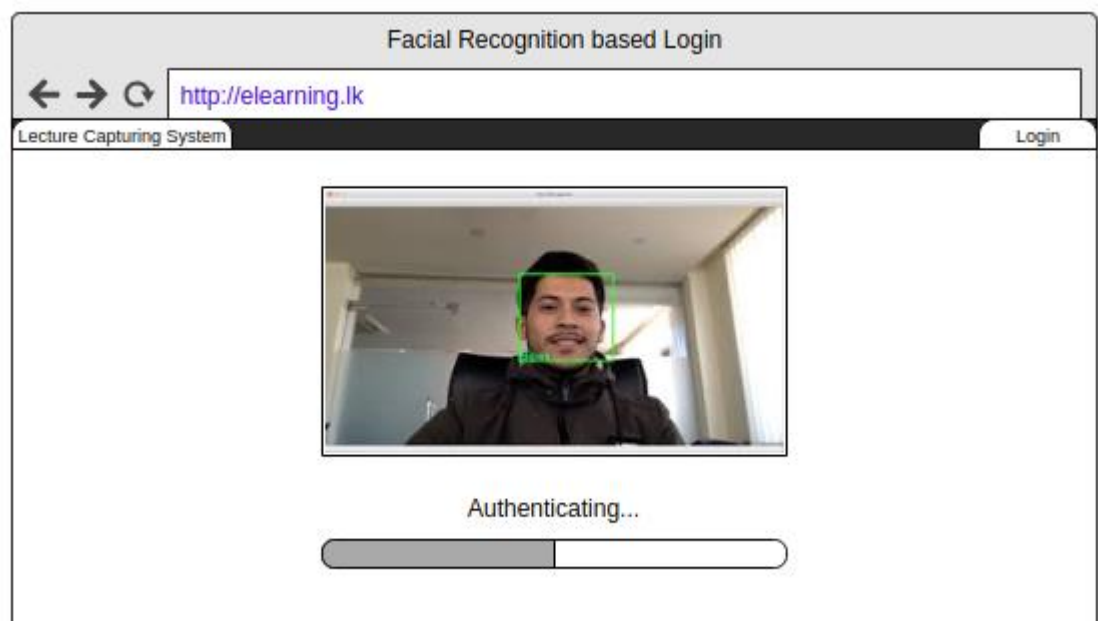 Facial Recognition based Login
http://elearning.lk
Lecture Capturing System
Login
Authenticating...